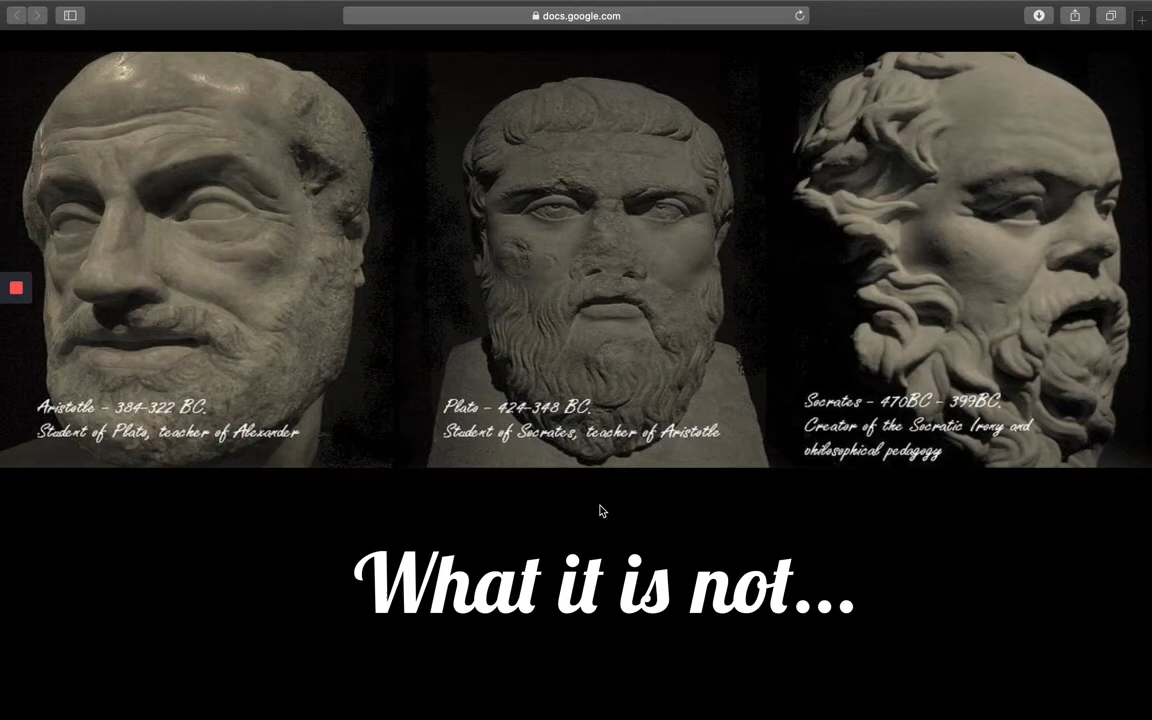 docs.google.com
Aristotle - 384-322 BC.
Student of Plato, teacher of Alexander
Plato - 424-348 BC.
Student of Socrates, teacher of Aristotle
Socrates - 470BC - 399BC.
Creator of the Socratic Irony and
philosophical pedagogy
What it is not...